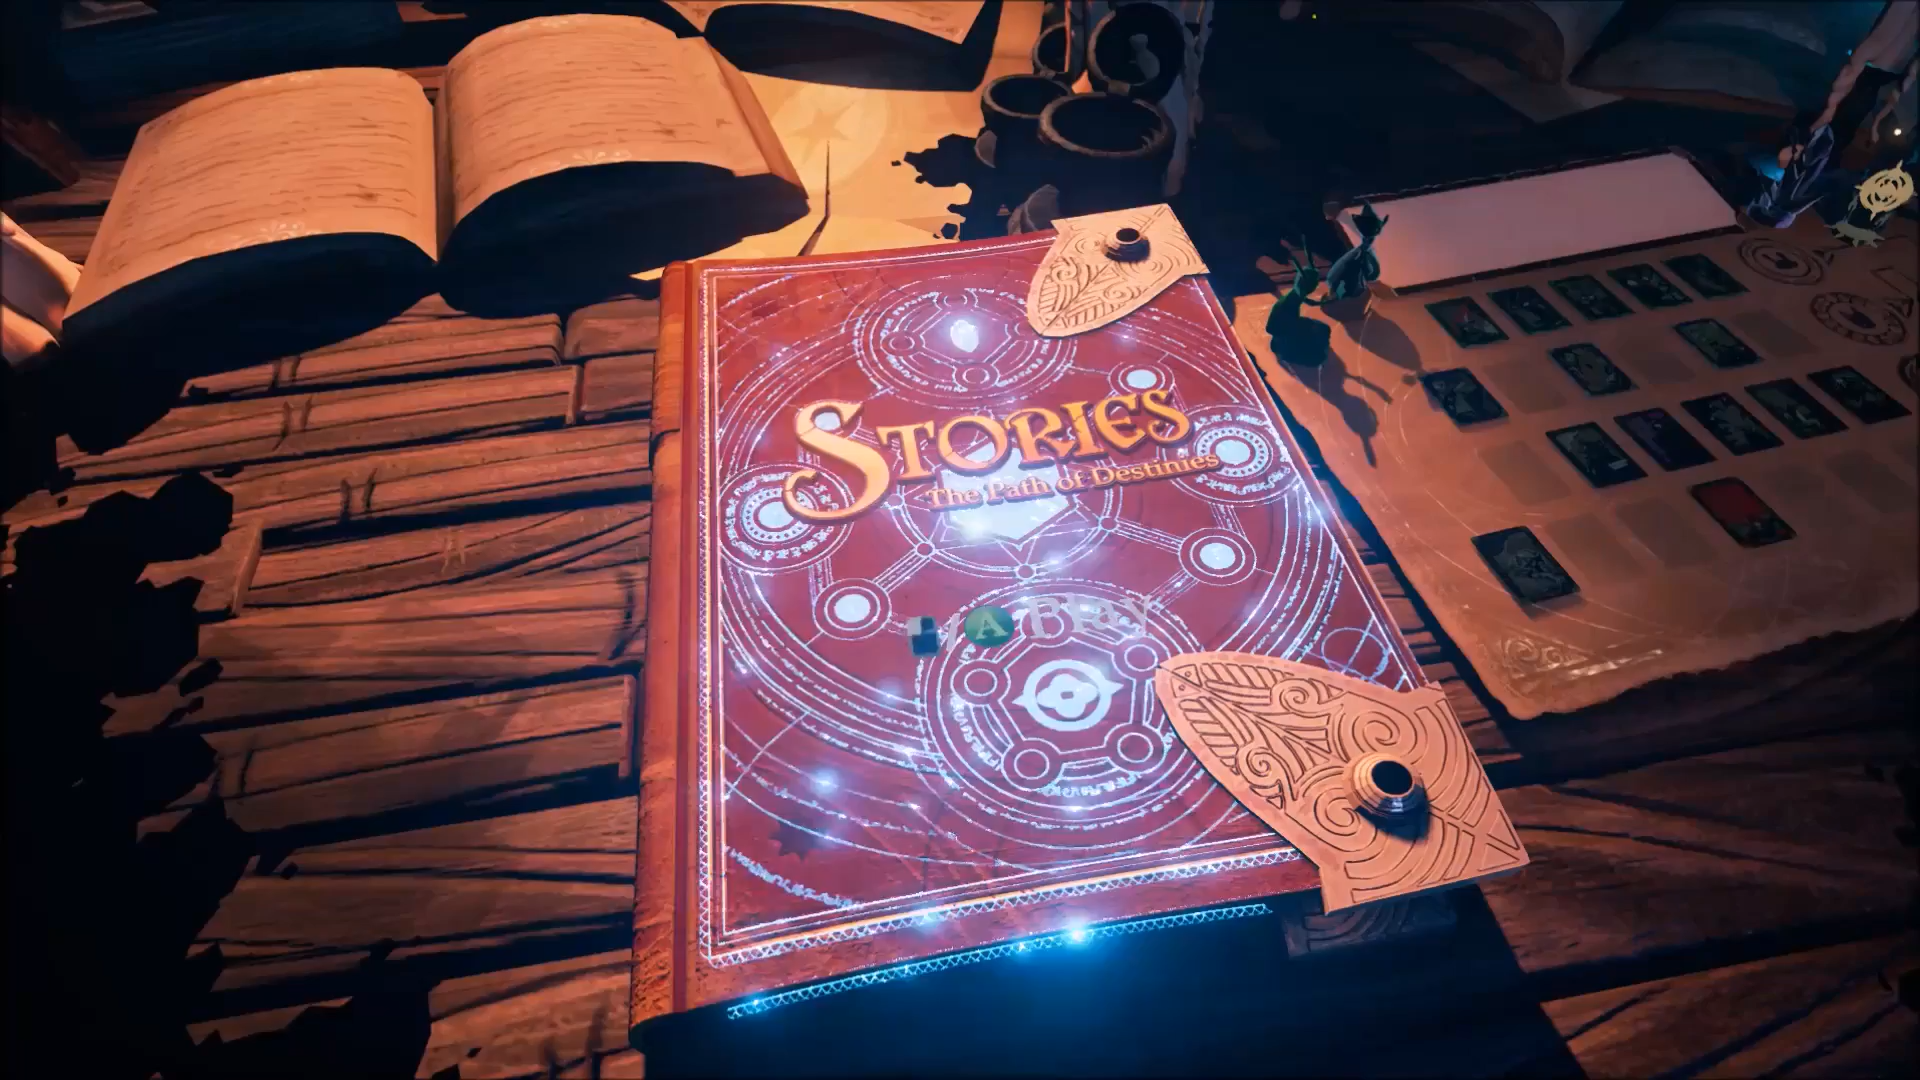 STORIES
The Path of Destinies
/ A Play